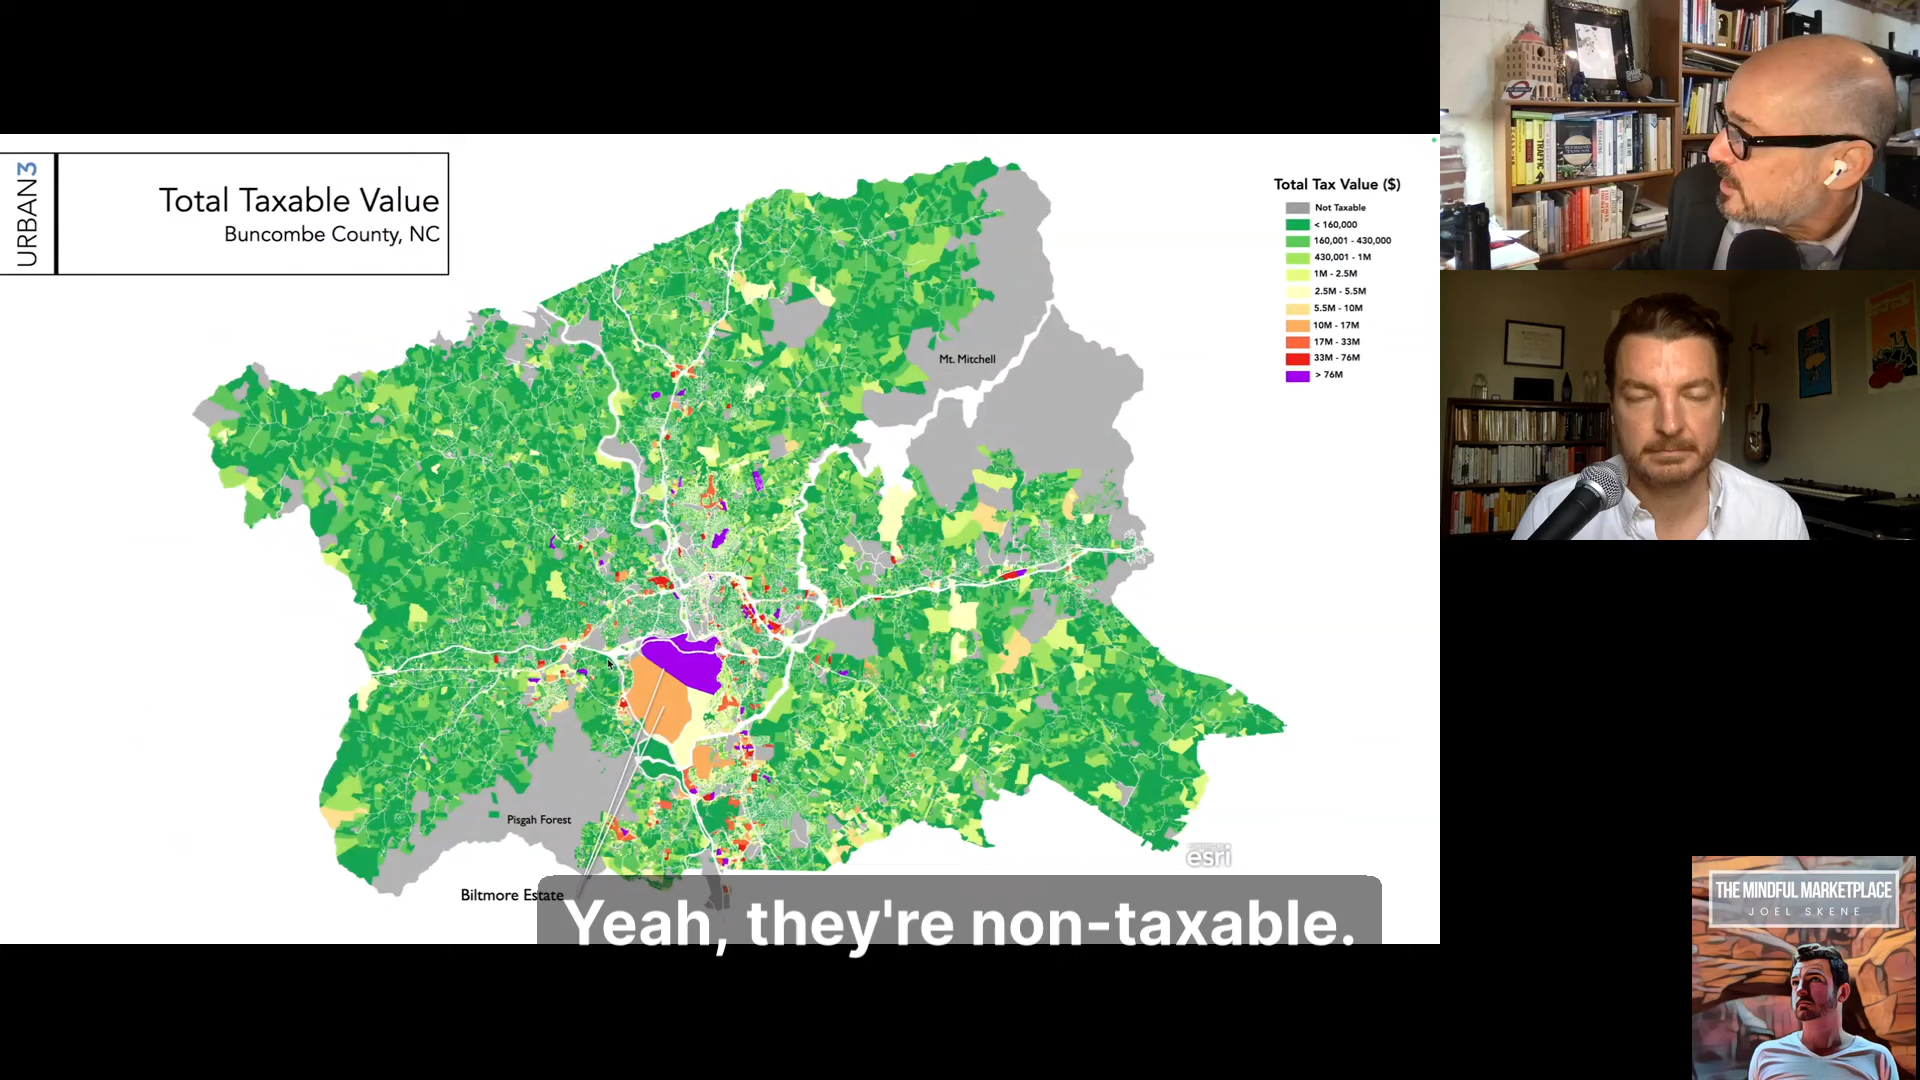 URBAN3
Total Taxable Value
Buncombe County, NC
Total Tax Value ($)
Not Taxable
< 160,000
160,001 - 430,000
430,001 - 1M
1M - 2.5M
2.5M - 5.5M
5.5M - 10M
10M - 17M
17M - 33M
33M - 76M
> 76M
Mt. Mitchell
Pisgah Forest
Biltmore Estate
esri
Yeah, they're non-taxable.
TRAFFIC
THE MINDFUL MARKETPLACE
JOEL SKENE